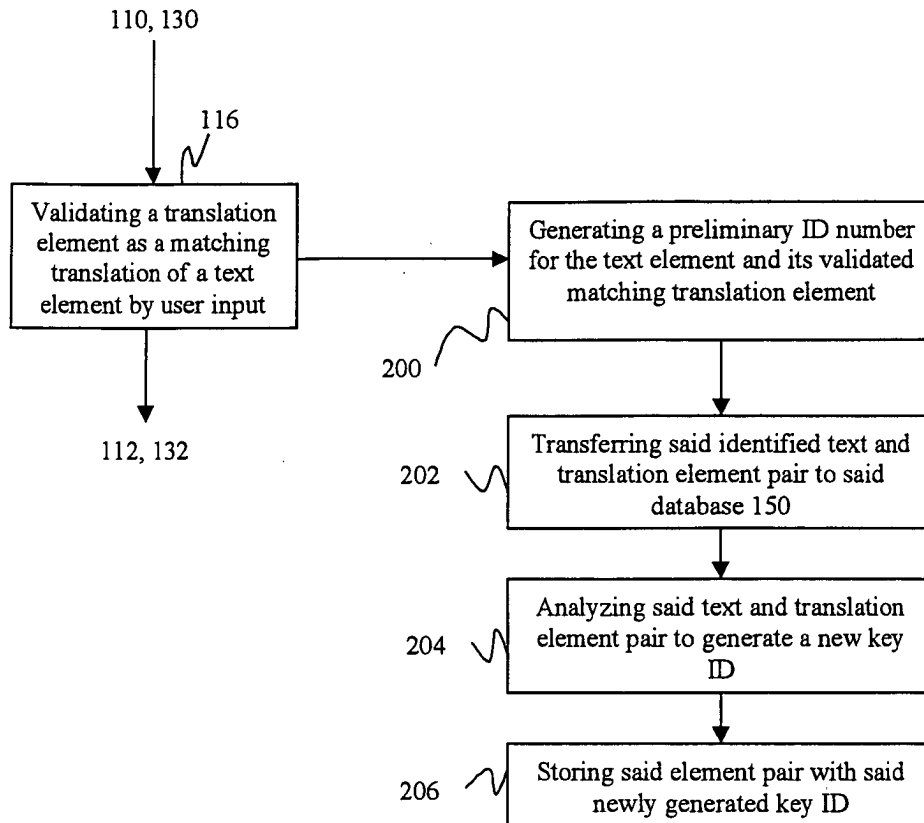 110, 130
116
Validating a translation
element as a matching
translation of a text
element by user input
Generating a preliminary ID number
for the text element and its validated
matching translation element
200
112, 132
Transferring said identified text and
translation element pair to said
database 150
202
Analyzing said text and translation
element pair to generate a new key
ID
204
Storing said element pair with said
newly generated key ID
206